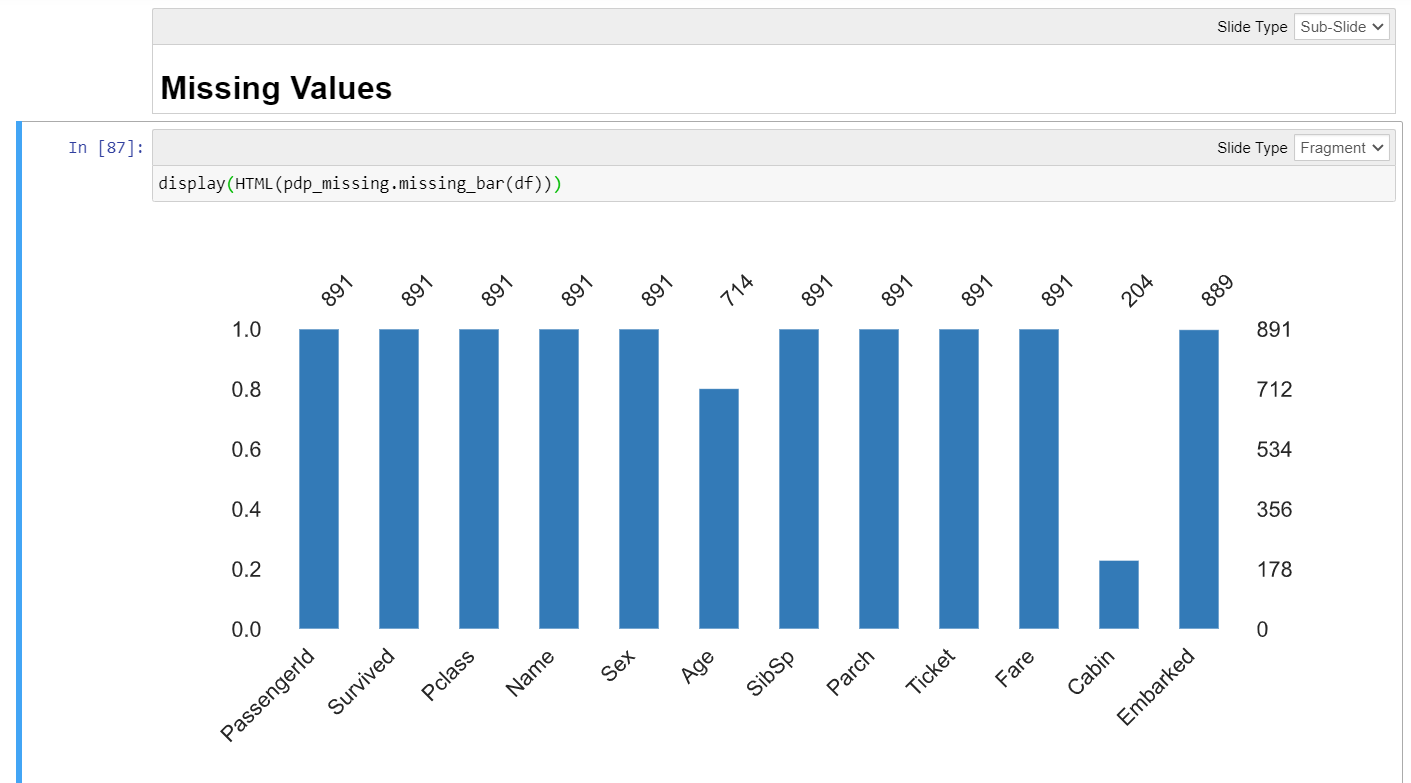 Slide Type Sub-Slide
Missing Values
In [87]:
Slide Type Fragment
display(HTML(pdp_missing.missing_bar(df)))
891 891 891 891 891 714 891 891 891 891 204 889
1.0 891
0.8 712
0.6 534
0.4 356
0.2 178
0.0 0
PassengerId Survived Pclass Name Sex Age SibSp Parch Ticket Fare Cabin Embarked